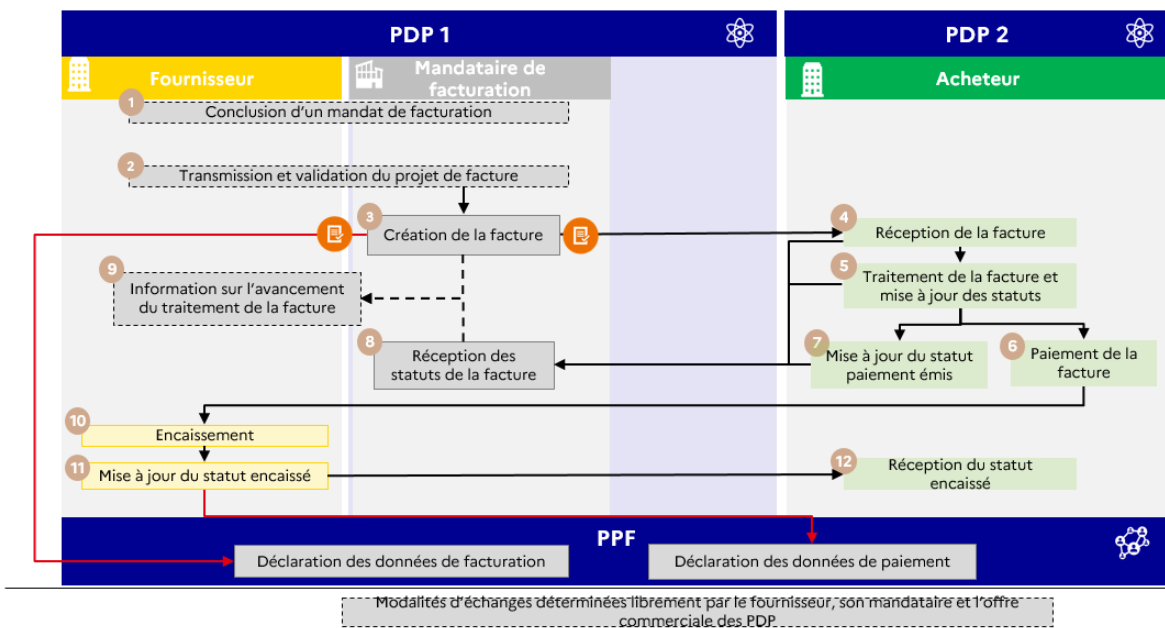 PDP 1
PDP 2
Fournisseur
Mandataire de
facturation
Acheteur
1
Conclusion d'un mandat de facturation
2
Transmission et validation du projet de facture
3
Création de la facture
4
Réception de la facture
5
Traitement de la facture et
mise à jour des statuts
9
Information sur l'avancement
du traitement de la facture
8
Réception des
statuts de la facture
7
Mise à jour du statut
paiement émis
6
Paiement de la
facture
10
Encaissement
11
Mise à jour du statut encaissé
12
Réception du statut
encaissé
PPF
Déclaration des données de facturation
Déclaration des données de paiement
Modalités d'échanges déterminées librement par le fournisseur, son mandataire et l'offre
commerciale des PDP